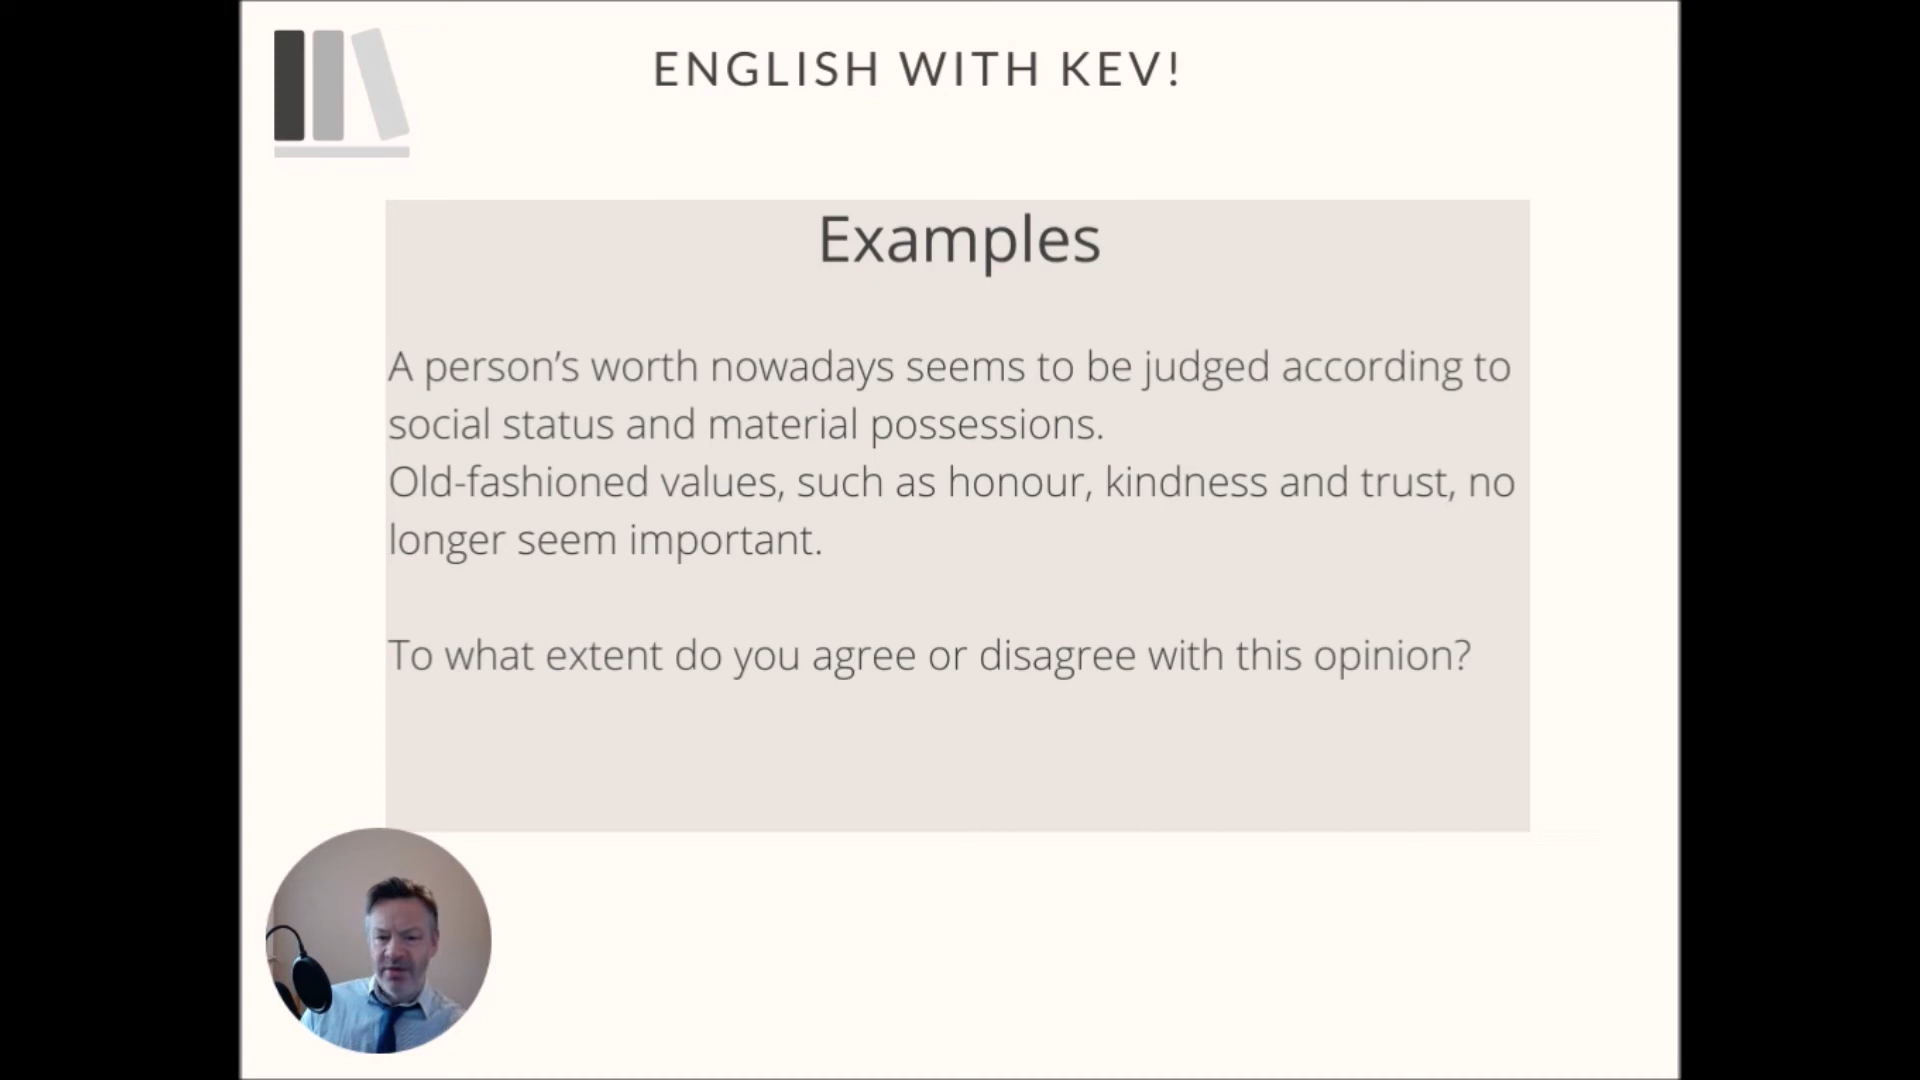 ENGLISH WITH KEV!
Examples
A person’s worth nowadays seems to be judged according to
social status and material possessions.
Old-fashioned values, such as honour, kindness and trust, no
longer seem important.
To what extent do you agree or disagree with this opinion?